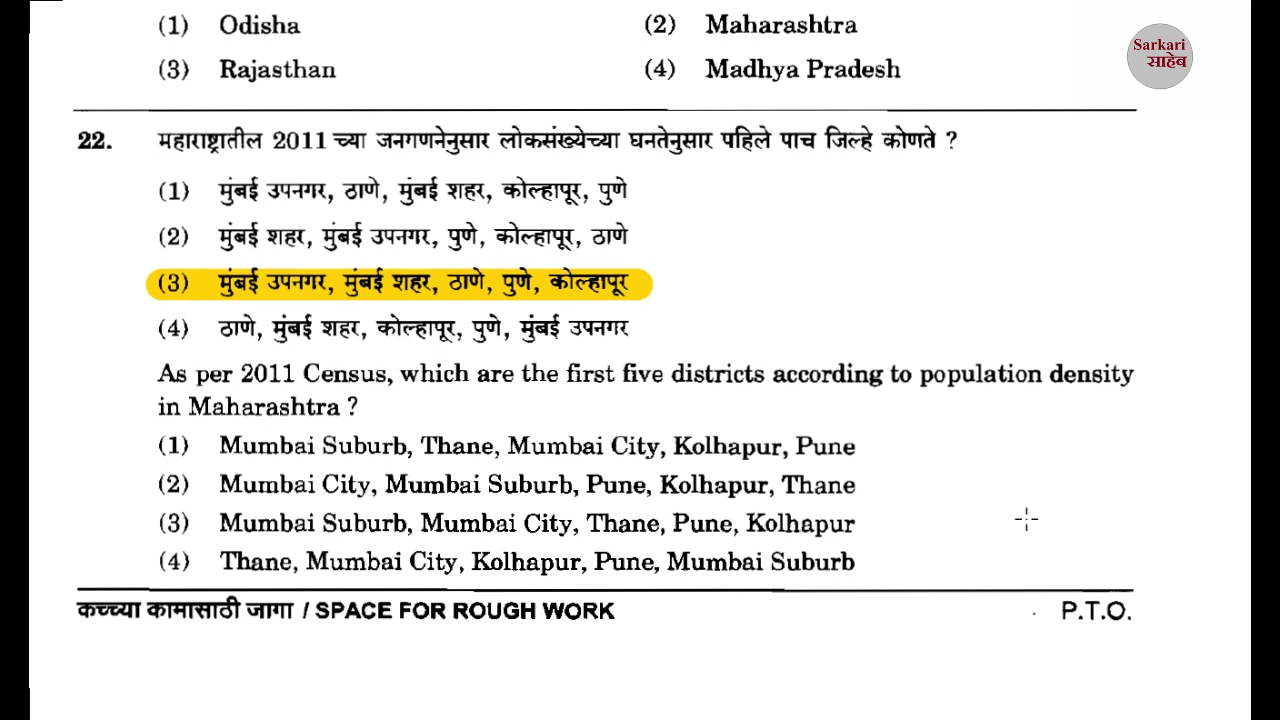 (1) Odisha (2) Maharashtra
Sarkari
साहेब
(3) Rajasthan (4) Madhya Pradesh
22. महाराष्ट्रातील 2011 च्या जनगणनेनुसार लोकसंख्येच्या घनतेनुसार पहिले पाच जिल्हे कोणते ?
(1) मुंबई उपनगर, ठाणे, मुंबई शहर, कोल्हापूर, पुणे
(2) मुंबई शहर, मुंबई उपनगर, पुणे, कोल्हापूर, ठाणे
(3) मुंबई उपनगर, मुंबई शहर, ठाणे, पुणे, कोल्हापूर
(4) ठाणे, मुंबई शहर, कोल्हापूर, पुणे, मुंबई उपनगर
As per 2011 Census, which are the first five districts according to population density
in Maharashtra ?
(1) Mumbai Suburb, Thane, Mumbai City, Kolhapur, Pune
(2) Mumbai City, Mumbai Suburb, Pune, Kolhapur, Thane
(3) Mumbai Suburb, Mumbai City, Thane, Pune, Kolhapur
(4) Thane, Mumbai City, Kolhapur, Pune, Mumbai Suburb
कच्च्या कामासाठी जागा / SPACE FOR ROUGH WORK P.T.O.